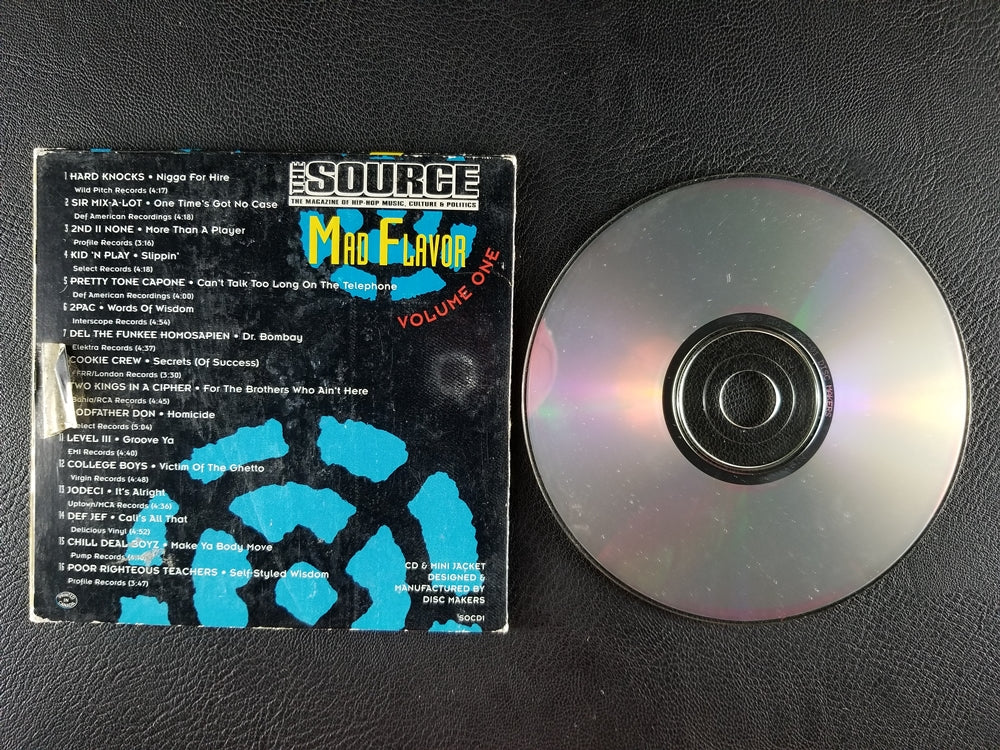 1 HARD KNOCKS • Nigga For Hire
Wild Pitch Records (4:17)
2 SIR MIX-A-LOT • One Time's Got No Case
Def American Recordings (4:18)
3 2ND II NONE • More Than A Player
Profile Records (3:16)
4 KID 'N PLAY • Slippin'
Select Records (4:18)
5 PRETTY TONE CAPONE • Can't Talk Too Long On The Telephone
Def American Recordings (4:00)
6 2PAC • Words Of Wisdom
Interscope Records (4:54)
7 DEL THE FUNKEE HOMOSAPIEN • Dr. Bombay
Elektra Records (4:37)
COOKIE CREW • Secrets (Of Success)
FFRR/London Records (3:30)
TWO KINGS IN A CIPHER • For The Brothers Who Ain't Here
Bahia/RCA Records (4:45)
GODFATHER DON • Homicide
Select Records (5:04)
11 LEVEL III • Groove Ya
EMI Records (4:40)
12 COLLEGE BOYS • Victim Of The Ghetto
Virgin Records (4:48)
13 JODECI • It's Alright
Uptown/MCA Records (4:36)
14 DEF JEF • Cali's All That
Delicious Vinyl (4:52)
15 CHILL DEAL BOYZ • Make Ya Body Move
Pump Records
16 POOR RIGHTEOUS TEACHERS • Self-Styled Wisdom
Profile Records (3:47)
THE SOURCE
THE MAGAZINE OF HIP-HOP MUSIC, CULTURE & POLITICS
MAD FLAVOR
VOLUME ONE
CD & MINI JACKET
DESIGNED &
MANUFACTURED BY
DISC MAKERS
SOCD1
DISC MAKERS